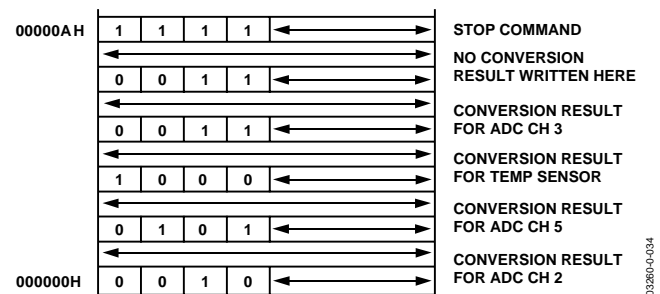 00000AH 1 1 1 1 STOP COMMAND
NO CONVERSION
0 0 1 1 RESULT WRITTEN HERE
CONVERSION RESULT
0 0 1 1 FOR ADC CH 3
CONVERSION RESULT
1 0 0 0 FOR TEMP SENSOR
CONVERSION RESULT
0 1 0 1 FOR ADC CH 5
CONVERSION RESULT
000000H 0 0 1 0 FOR ADC CH 2
03260-0-034